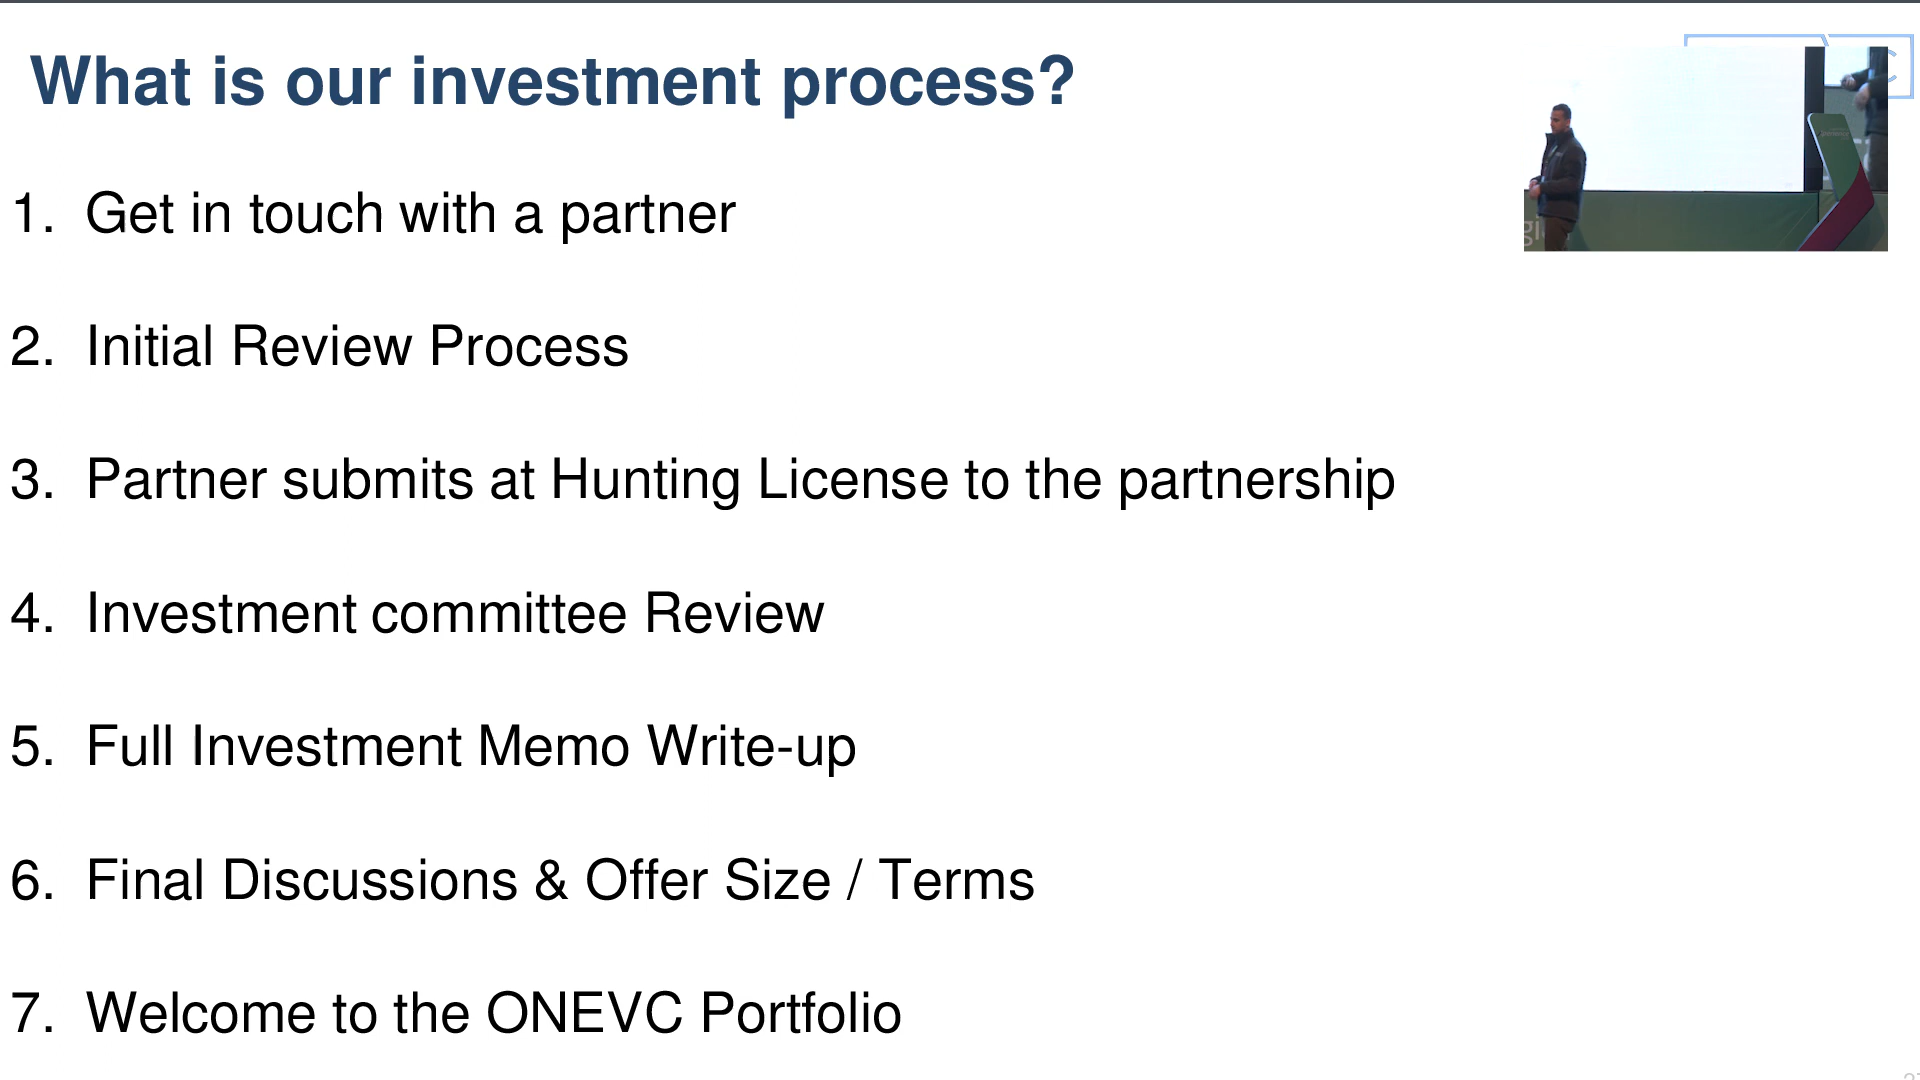 What is our investment process?
1. Get in touch with a partner
2. Initial Review Process
3. Partner submits at Hunting License to the partnership
4. Investment committee Review
5. Full Investment Memo Write-up
6. Final Discussions & Offer Size / Terms
7. Welcome to the ONEVC Portfolio